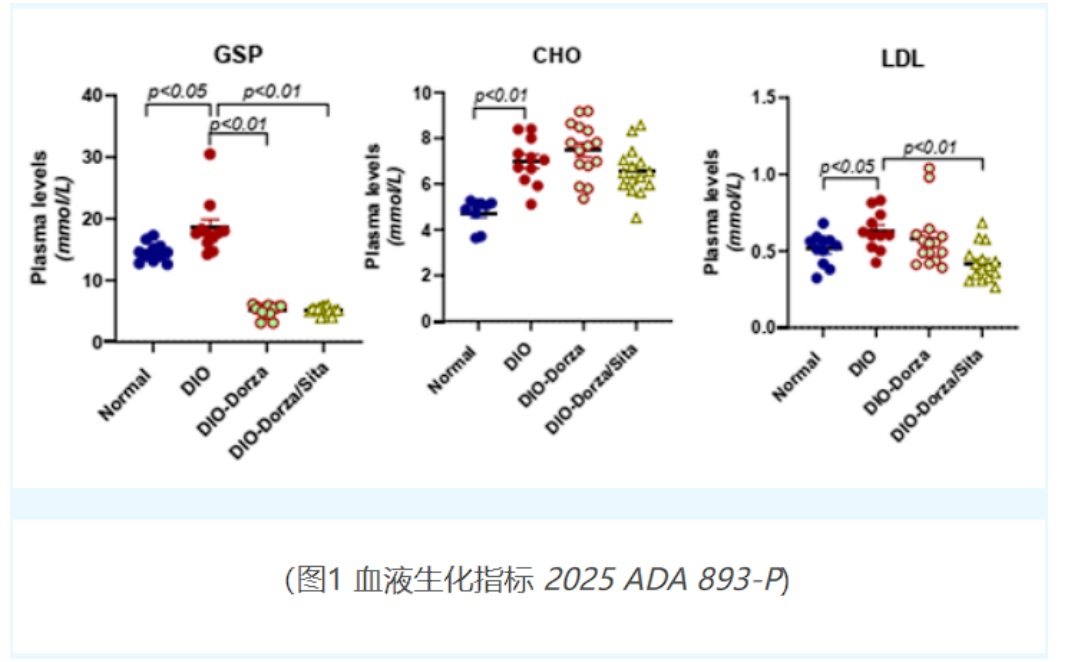 GSP
CHO
LDL
p<0.05
p<0.01
p<0.01
40
30
20
10
0
Plasma levels
(mmol/L)
Normal
DIO
DIO-Dorza
DIO-Dorza/Sita
p<0.01
10
8
6
4
2
0
Plasma levels
(mmol/L)
Normal
DIO
DIO-Dorza
DIO-Dorza/Sita
p<0.05
p<0.01
1.5
1.0
0.5
0.0
Plasma levels
(mmol/L)
Normal
DIO
DIO-Dorza
DIO-Dorza/Sita
(图1 血液生化指标 2025 ADA 893-P)